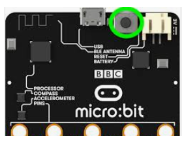 USB
BLE ANTENNA
RESET
BATTERY
BBC
PROCESSOR
COMPASS
ACCELEROMETER
PINS
micro:bit